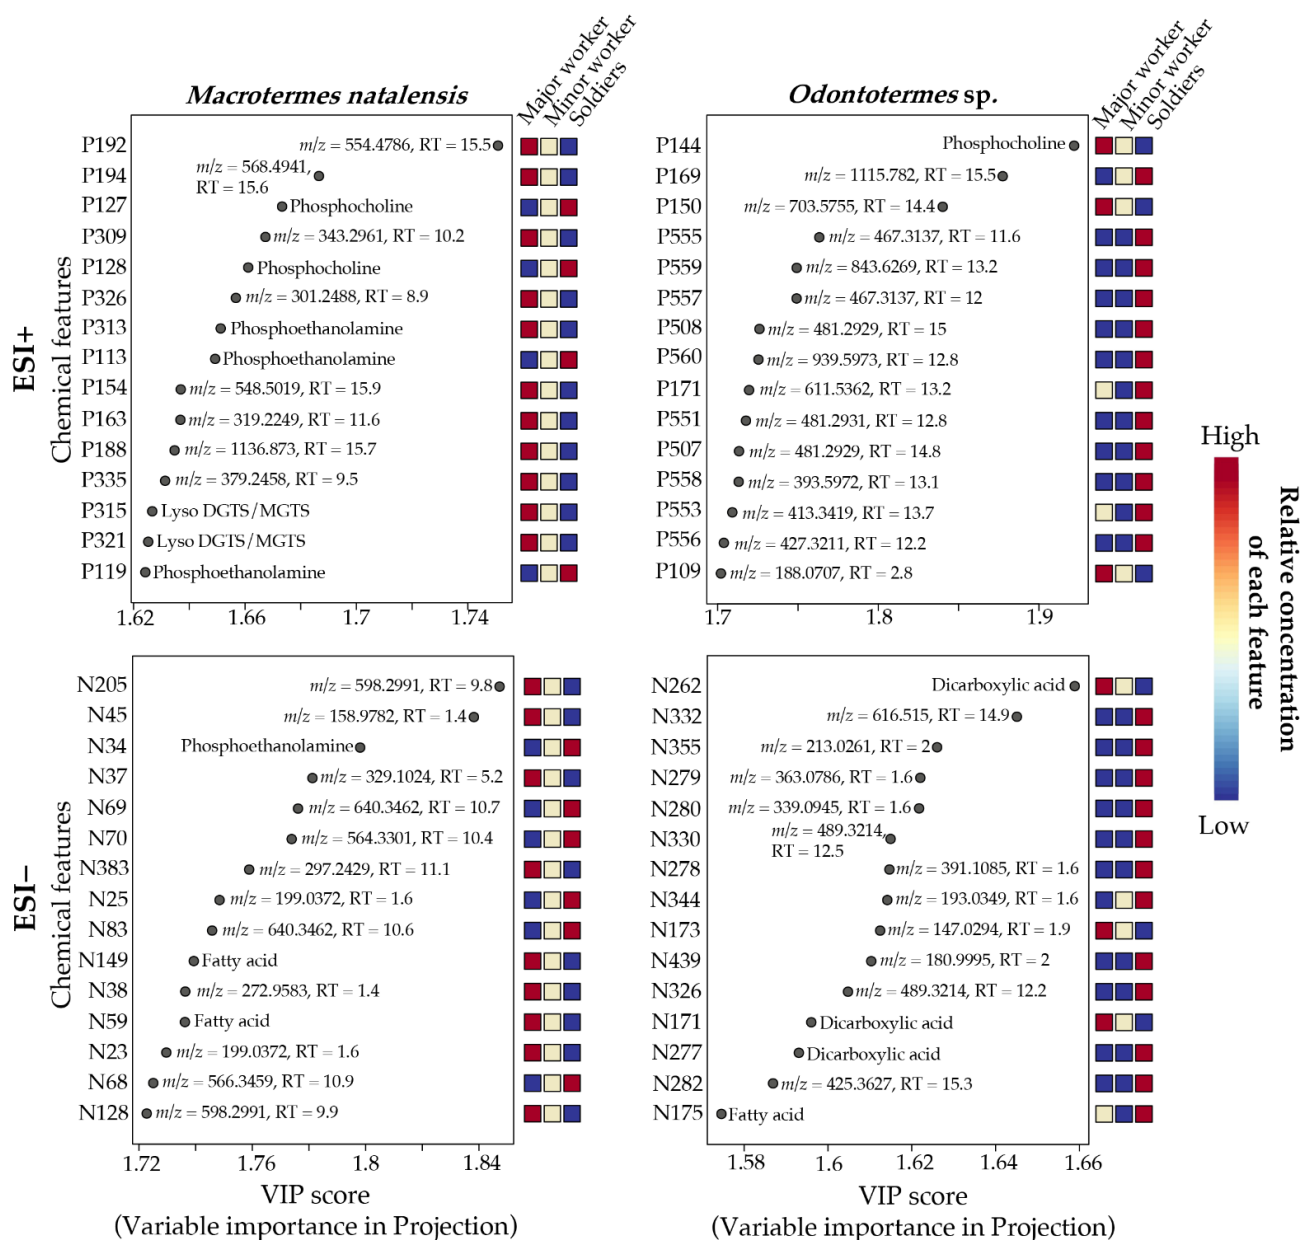 Macrotermes natalensis
Major worker
Minor worker
Soldiers
Odontotermes sp.
Major worker
Minor worker
Soldiers
ESI+
Chemical features
P192 m/z = 554.4786, RT = 15.5
P194 m/z = 568.4941,
RT = 15.6
P127 Phosphocholine
P309 m/z = 343.2961, RT = 10.2
P128 Phosphocholine
P326 m/z = 301.2488, RT = 8.9
P313 Phosphoethanolamine
P113 Phosphoethanolamine
P154 m/z = 548.5019, RT = 15.9
P163 m/z = 319.2249, RT = 11.6
P188 m/z = 1136.873, RT = 15.7
P335 m/z = 379.2458, RT = 9.5
P315 Lyso DGTS/MGTS
P321 Lyso DGTS/MGTS
P119 Phosphoethanolamine
1.62 1.66 1.7 1.74
P144 Phosphocholine
P169 m/z = 1115.782, RT = 15.5
P150 m/z = 703.5755, RT = 14.4
P555 m/z = 467.3137, RT = 11.6
P559 m/z = 843.6269, RT = 13.2
P557 m/z = 467.3137, RT = 12
P508 m/z = 481.2929, RT = 15
P560 m/z = 939.5973, RT = 12.8
P171 m/z = 611.5362, RT = 13.2
P551 m/z = 481.2931, RT = 12.8
P507 m/z = 481.2929, RT = 14.8
P558 m/z = 393.5972, RT = 13.1
P553 m/z = 413.3419, RT = 13.7
P556 m/z = 427.3211, RT = 12.2
P109 m/z = 188.0707, RT = 2.8
1.7 1.8 1.9
High
Low
Relative concentration
of each feature
ESI−
Chemical features
N205 m/z = 598.2991, RT = 9.8
N45 m/z = 158.9782, RT = 1.4
N34 Phosphoethanolamine
N37 m/z = 329.1024, RT = 5.2
N69 m/z = 640.3462, RT = 10.7
N70 m/z = 564.3301, RT = 10.4
N383 m/z = 297.2429, RT = 11.1
N25 m/z = 199.0372, RT = 1.6
N83 m/z = 640.3462, RT = 10.6
N149 Fatty acid
N38 m/z = 272.9583, RT = 1.4
N59 Fatty acid
N23 m/z = 199.0372, RT = 1.6
N68 m/z = 566.3459, RT = 10.9
N128 m/z = 598.2991, RT = 9.9
1.72 1.76 1.8 1.84
VIP score
(Variable importance in Projection)
N262 Dicarboxylic acid
N332 m/z = 616.515, RT = 14.9
N355 m/z = 213.0261, RT = 2
N279 m/z = 363.0786, RT = 1.6
N280 m/z = 339.0945, RT = 1.6
N330 m/z = 489.3214,
RT = 12.5
N278 m/z = 391.1085, RT = 1.6
N344 m/z = 193.0349, RT = 1.6
N173 m/z = 147.0294, RT = 1.9
N439 m/z = 180.9995, RT = 2
N326 m/z = 489.3214, RT = 12.2
N171 Dicarboxylic acid
N277 Dicarboxylic acid
N282 m/z = 425.3627, RT = 15.3
N175 Fatty acid
1.58 1.6 1.62 1.64 1.66
VIP score
(Variable importance in Projection)